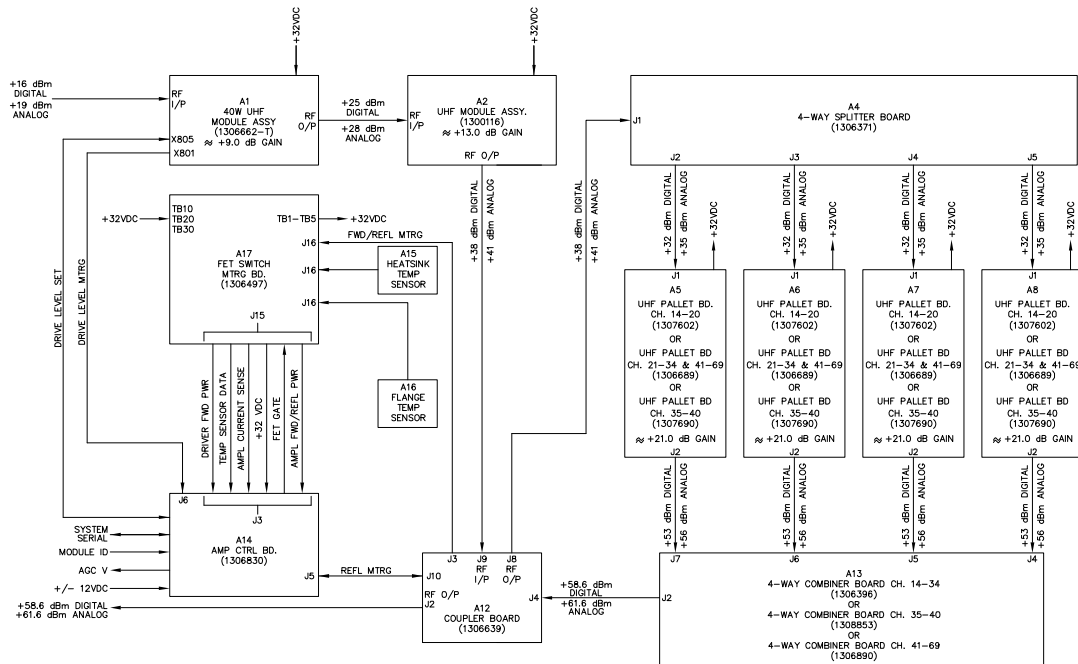 +32VDC
+32VDC
+16 dBm
DIGITAL
+19 dBm
ANALOG
RF
I/P
A1
40W UHF
MODULE ASSY
(1306662-T)
≈ +9.0 dB GAIN
RF
O/P
X805
X801
+25 dBm
DIGITAL
+28 dBm
ANALOG
RF
I/P
A2
UHF MODULE ASSY.
(1300116)
≈ +13.0 dB GAIN
RF O/P
J1
A4
4-WAY SPLITTER BOARD
(1306371)
J2
J3
J4
J5
+32VDC
TB10
TB20
TB30
TB1-TB5
+32VDC
J16
FWD/REFL MTRG
A17
FET SWITCH
MTRG BD.
(1306497)
J16
J16
J15
A15
HEATSINK
TEMP
SENSOR
A16
FLANGE
TEMP
SENSOR
DRIVE LEVEL SET
DRIVE LEVEL MTRG
DRIVER FWD PWR
TEMP SENSOR DATA
AMPL CURRENT SENSE
+32 VDC
FET GATE
AMPL FWD/REFL PWR
+38 dBm DIGITAL
+41 dBm ANALOG
+38 dBm DIGITAL
+41 dBm ANALOG
+32 dBm DIGITAL
+35 dBm ANALOG
+32VDC
+32 dBm DIGITAL
+35 dBm ANALOG
+32VDC
+32 dBm DIGITAL
+35 dBm ANALOG
+32VDC
+32 dBm DIGITAL
+35 dBm ANALOG
+32VDC
J1
A5
UHF PALLET BD.
CH. 14-20
(1307602)
OR
UHF PALLET BD
CH. 21-34 & 41-69
(1306689)
OR
UHF PALLET BD
CH. 35-40
(1307690)
≈ +21.0 dB GAIN
J2
J1
A6
UHF PALLET BD.
CH. 14-20
(1307602)
OR
UHF PALLET BD
CH. 21-34 & 41-69
(1306689)
OR
UHF PALLET BD
CH. 35-40
(1307690)
≈ +21.0 dB GAIN
J2
J1
A7
UHF PALLET BD.
CH. 14-20
(1307602)
OR
UHF PALLET BD
CH. 21-34 & 41-69
(1306689)
OR
UHF PALLET BD
CH. 35-40
(1307690)
≈ +21.0 dB GAIN
J2
J1
A8
UHF PALLET BD.
CH. 14-20
(1307602)
OR
UHF PALLET BD
CH. 21-34 & 41-69
(1306689)
OR
UHF PALLET BD
CH. 35-40
(1307690)
≈ +21.0 dB GAIN
J2
+53 dBm DIGITAL
+56 dBm ANALOG
+53 dBm DIGITAL
+56 dBm ANALOG
+53 dBm DIGITAL
+56 dBm ANALOG
+53 dBm DIGITAL
+56 dBm ANALOG
J6
J3
A14
AMP CTRL BD.
(1306830)
J5
SYSTEM
SERIAL
MODULE ID
AGC V
+/- 12VDC
+58.6 dBm DIGITAL
+61.6 dBm ANALOG
REFL MTRG
J3
J9
RF
I/P
J8
RF
O/P
J10
RF O/P
J2
J4
A12
COUPLER BOARD
(1306639)
+58.6 dBm
DIGITAL
+61.6 dBm
ANALOG
J7
J6
J5
J4
J2
A13
4-WAY COMBINER BOARD CH. 14-34
(1306396)
OR
4-WAY COMBINER BOARD CH. 35-40
(1308853)
OR
4-WAY COMBINER BOARD CH. 41-69
(1306890)